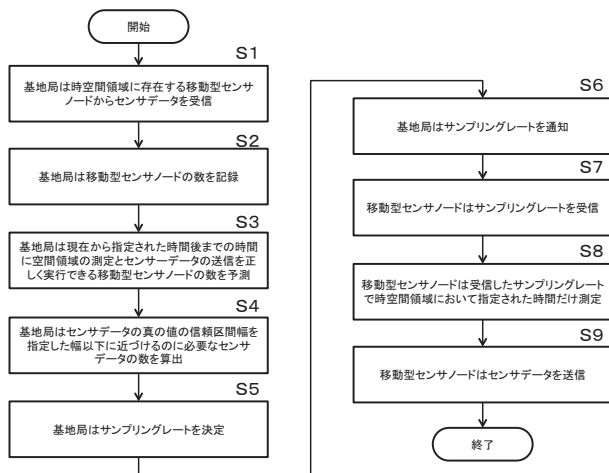 開始
S1
基地局は時空間領域に存在する移動型センサ
ノードからセンサデータを受信
S2
基地局は移動型センサノードの数を記録
S3
基地局は現在から指定された時間後までの時間
に空間領域の測定とセンサーデータの送信を正
しく実行できる移動型センサノードの数を予測
S4
基地局はセンサデータの真の値の信頼区間幅を
指定した幅以下に近づけるのに必要なセンサ
データの数を算出
S5
基地局はサンプリングレートを決定
S6
基地局はサンプリングレートを通知
S7
移動型センサノードはサンプリングレートを受信
S8
移動型センサノードは受信したサンプリングレート
で時空間領域において指定された時間だけ測定
S9
移動型センサノードはセンサデータを送信
終了